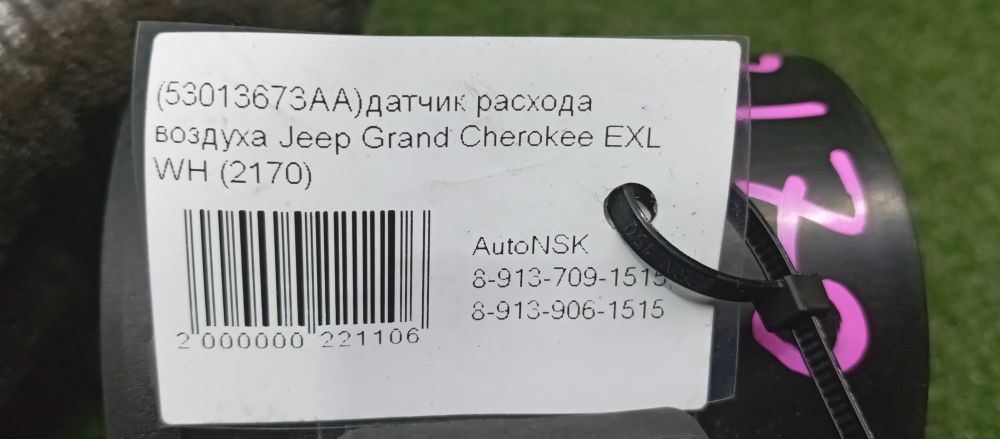 (53013673AA)датчик расхода
воздуха Jeep Grand Cherokee EXL
WH (2170)
AutoNSK
8-913-709-1515
8-913-906-1515
2 000000 221106